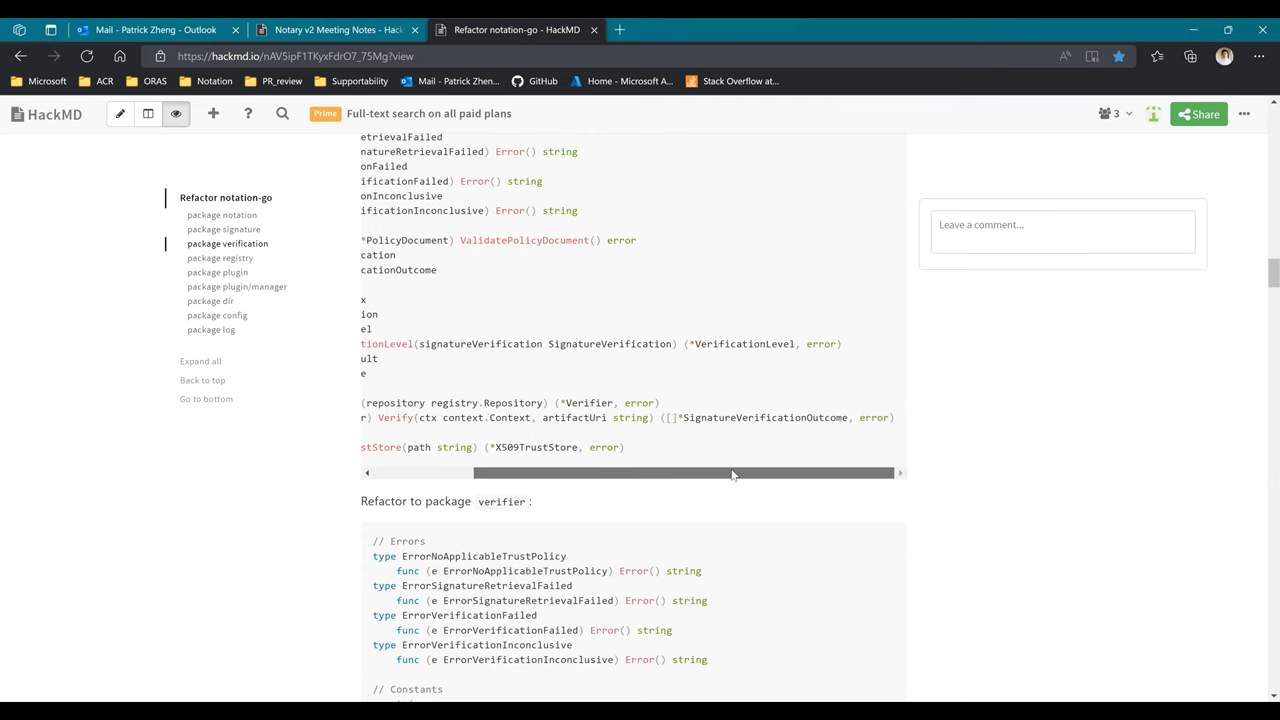 Mail - Patrick Zheng - Outlook
Notary v2 Meeting Notes - Hac
Refactor notation-go - HackMD
https://hackmd.io/nAV5ipF1TKyxFdrO7_75Mg?view
Microsoft
ACR
ORAS
Notation
PR_review
Supportability
Mail - Patrick Zhen...
GitHub
Home - Microsoft A...
Stack Overflow at...
HackMD
Prime
Full-text search on all paid plans
3
Share
Refactor notation-go
package notation
package signature
package verification
package registry
package plugin
package plugin/manager
package dir
package config
package log
Expand all
Back to top
Go to bottom
etrievalFailed
natureRetrievalFailed) Error() string
onFailed
ificationFailed) Error() string
onInconclusive
ificationInconclusive) Error() string
*PolicyDocument) ValidatePolicyDocument() error
cation
cationOutcome
x
ion
el
tionLevel(signatureVerification SignatureVerification) (*VerificationLevel, error)
ult
e
(repository registry.Repository) (*Verifier, error)
r) Verify(ctx context.Context, artifactUri string) ([]*SignatureVerificationOutcome, error)
stStore(path string) (*X509TrustStore, error)
Refactor to package verifier:
// Errors
type ErrorNoApplicableTrustPolicy
func (e ErrorNoApplicableTrustPolicy) Error() string
type ErrorSignatureRetrievalFailed
func (e ErrorSignatureRetrievalFailed) Error() string
type ErrorVerificationFailed
func (e ErrorVerificationFailed) Error() string
type ErrorVerificationInconclusive
func (e ErrorVerificationInconclusive) Error() string
// Constants
Leave a comment...